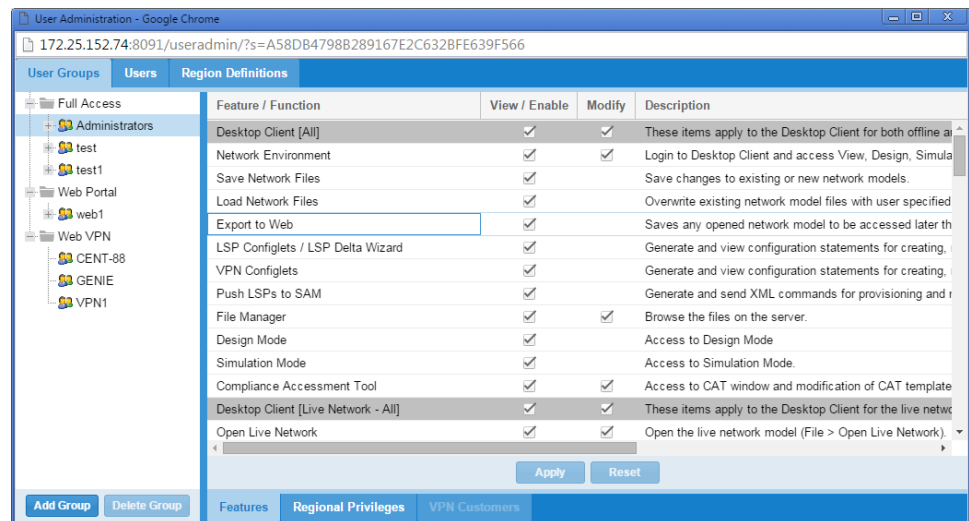 User Administration - Google Chrome
172.25.152.74:8091/useradmin/?s=A58DB4798B289167E2C632BFE639F566
User Groups Users Region Definitions
Full Access
Administrators
test
test1
Web Portal
web1
Web VPN
CENT-88
GENIE
VPN1
Feature / Function View / Enable Modify Description
Desktop Client [All] These items apply to the Desktop Client for both offline a
Network Environment Login to Desktop Client and access View, Design, Simula
Save Network Files Save changes to existing or new network models.
Load Network Files Overwrite existing network model files with user specified
Export to Web Saves any opened network model to be accessed later th
LSP Configlets / LSP Delta Wizard Generate and view configuration statements for creating,
VPN Configlets Generate and view configuration statements for creating,
Push LSPs to SAM Generate and send XML commands for provisioning and
File Manager Browse the files on the server.
Design Mode Access to Design Mode
Simulation Mode Access to Simulation Mode.
Compliance Accessment Tool Access to CAT window and modification of CAT template
Desktop Client [Live Network - All] These items apply to the Desktop Client for the live netwo
Open Live Network Open the live network model (File > Open Live Network).
Apply Reset
Add Group Delete Group Features Regional Privileges VPN Customers